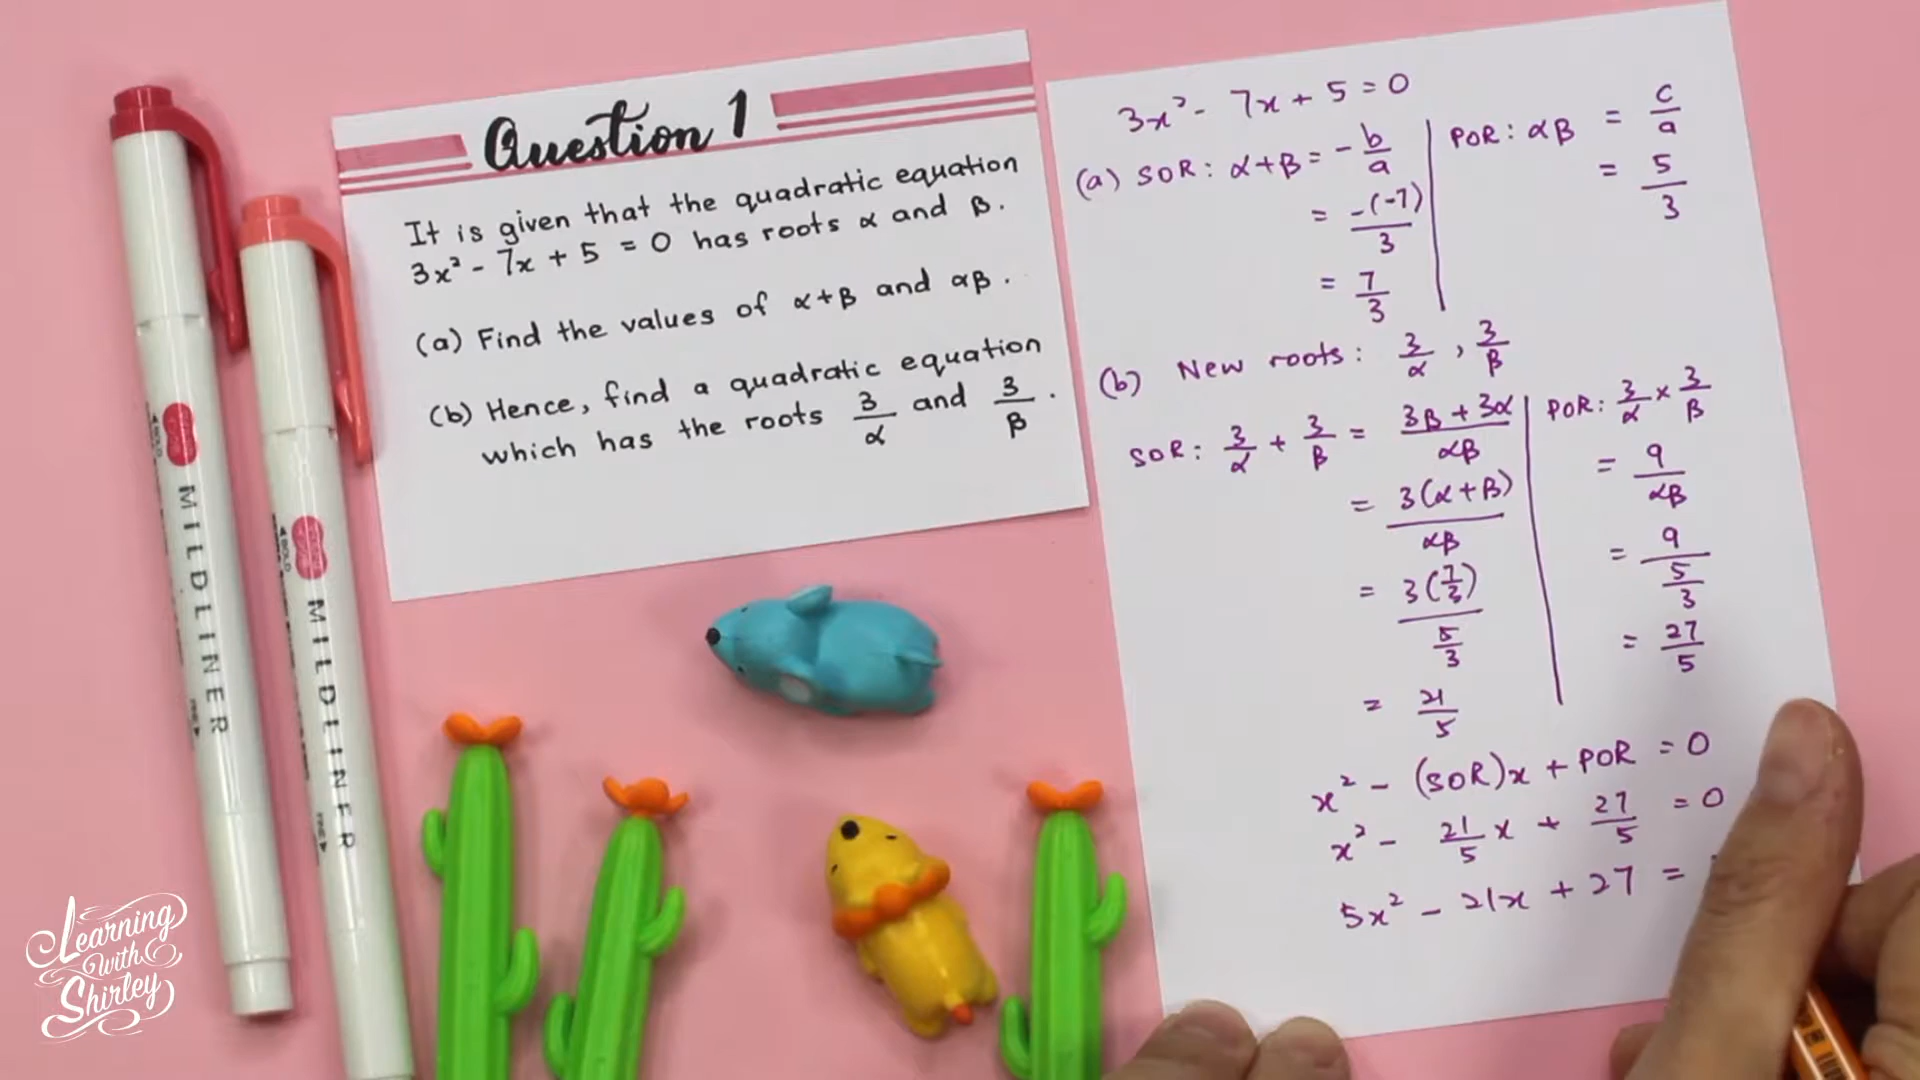 Question 1
It is given that the quadratic equation
3x² - 7x + 5 = 0 has roots α and β.
(a) Find the values of α+β and αβ.
(b) Hence, find a quadratic equation
which has the roots 3/α and 3/β.
3x² - 7x + 5 = 0
(a) SOR: α+β = -b/a
= -(-7)/3
= 7/3
POR: αβ = c/a
= 5/3
(b) New roots: 3/α, 3/β
SOR: 3/α + 3/β = (3β + 3α)/αβ
= 3(α+β)/αβ
= 3(7/3)/(5/3)
= 21/5
POR: 3/α × 3/β
= 9/αβ
= 9/(5/3)
= 27/5
x² - (SOR)x + POR = 0
x² - 21/5 x + 27/5 = 0
5x² - 21x + 27 =
MILDLINER
MILDLINER
Learning
With
Shirley